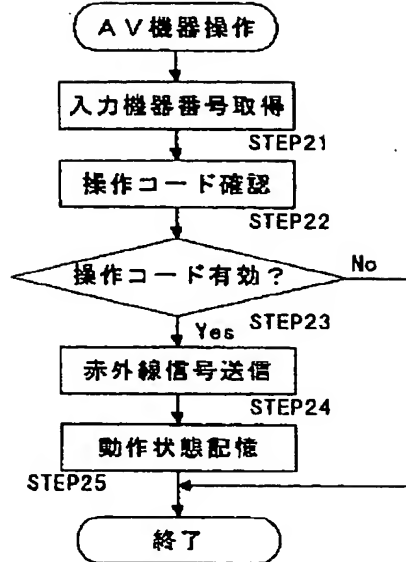 AV機器操作
入力機器番号取得
STEP21
操作コード確認
STEP22
操作コード有効？
No
Yes
STEP23
赤外線信号送信
STEP24
動作状態記憶
STEP25
終了